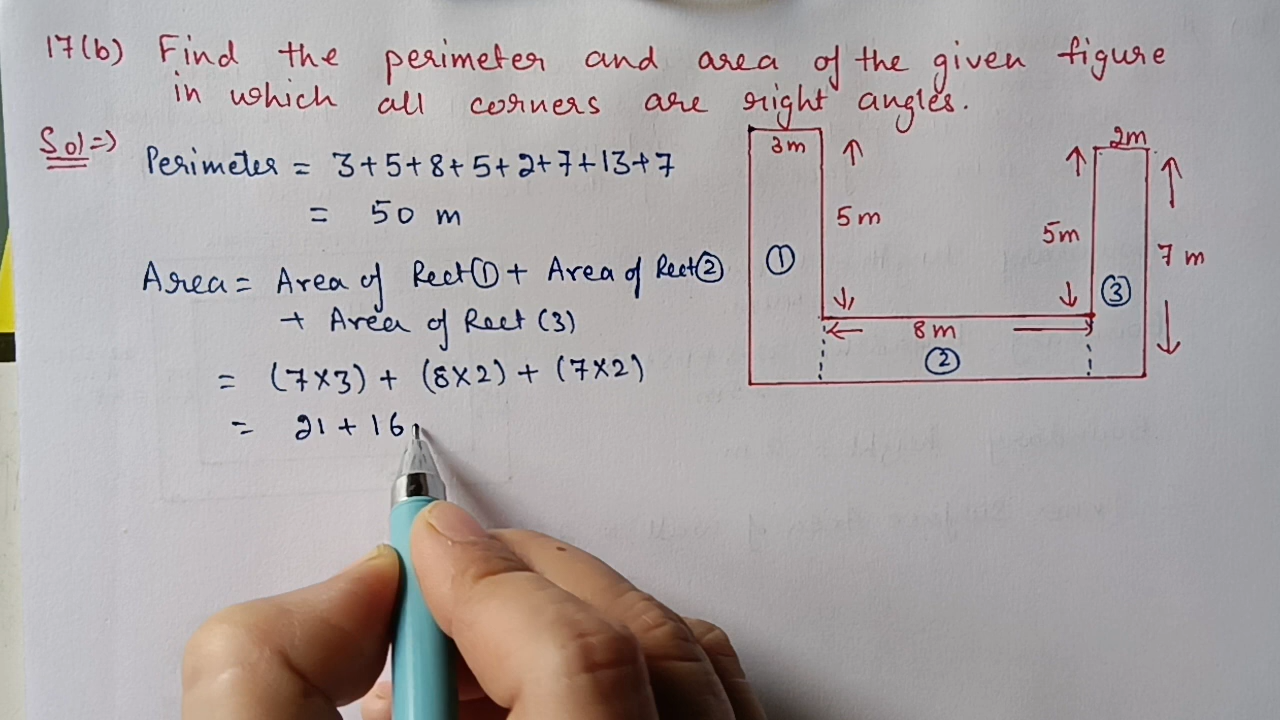 17(b) Find the perimeter and area of the given figure
in which all corners are right angles.
Sol⇒
Perimeter = 3+5+8+5+2+7+13+7
= 50 m
Area = Area of Rect① + Area of Rect②
+ Area of Rect (3)
= (7×3) + (8×2) + (7×2)
= 21 + 16
3m
2m
5m
5m
7 m
①
③
8 m
②